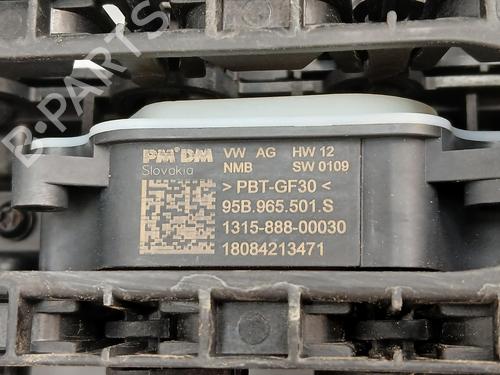 B-PARTS
PM DM VW AG HW 12
Slovakia NMB SW 0109
>PBT-GF30<
95B.965.501.S
1315-888-00030
18084213471